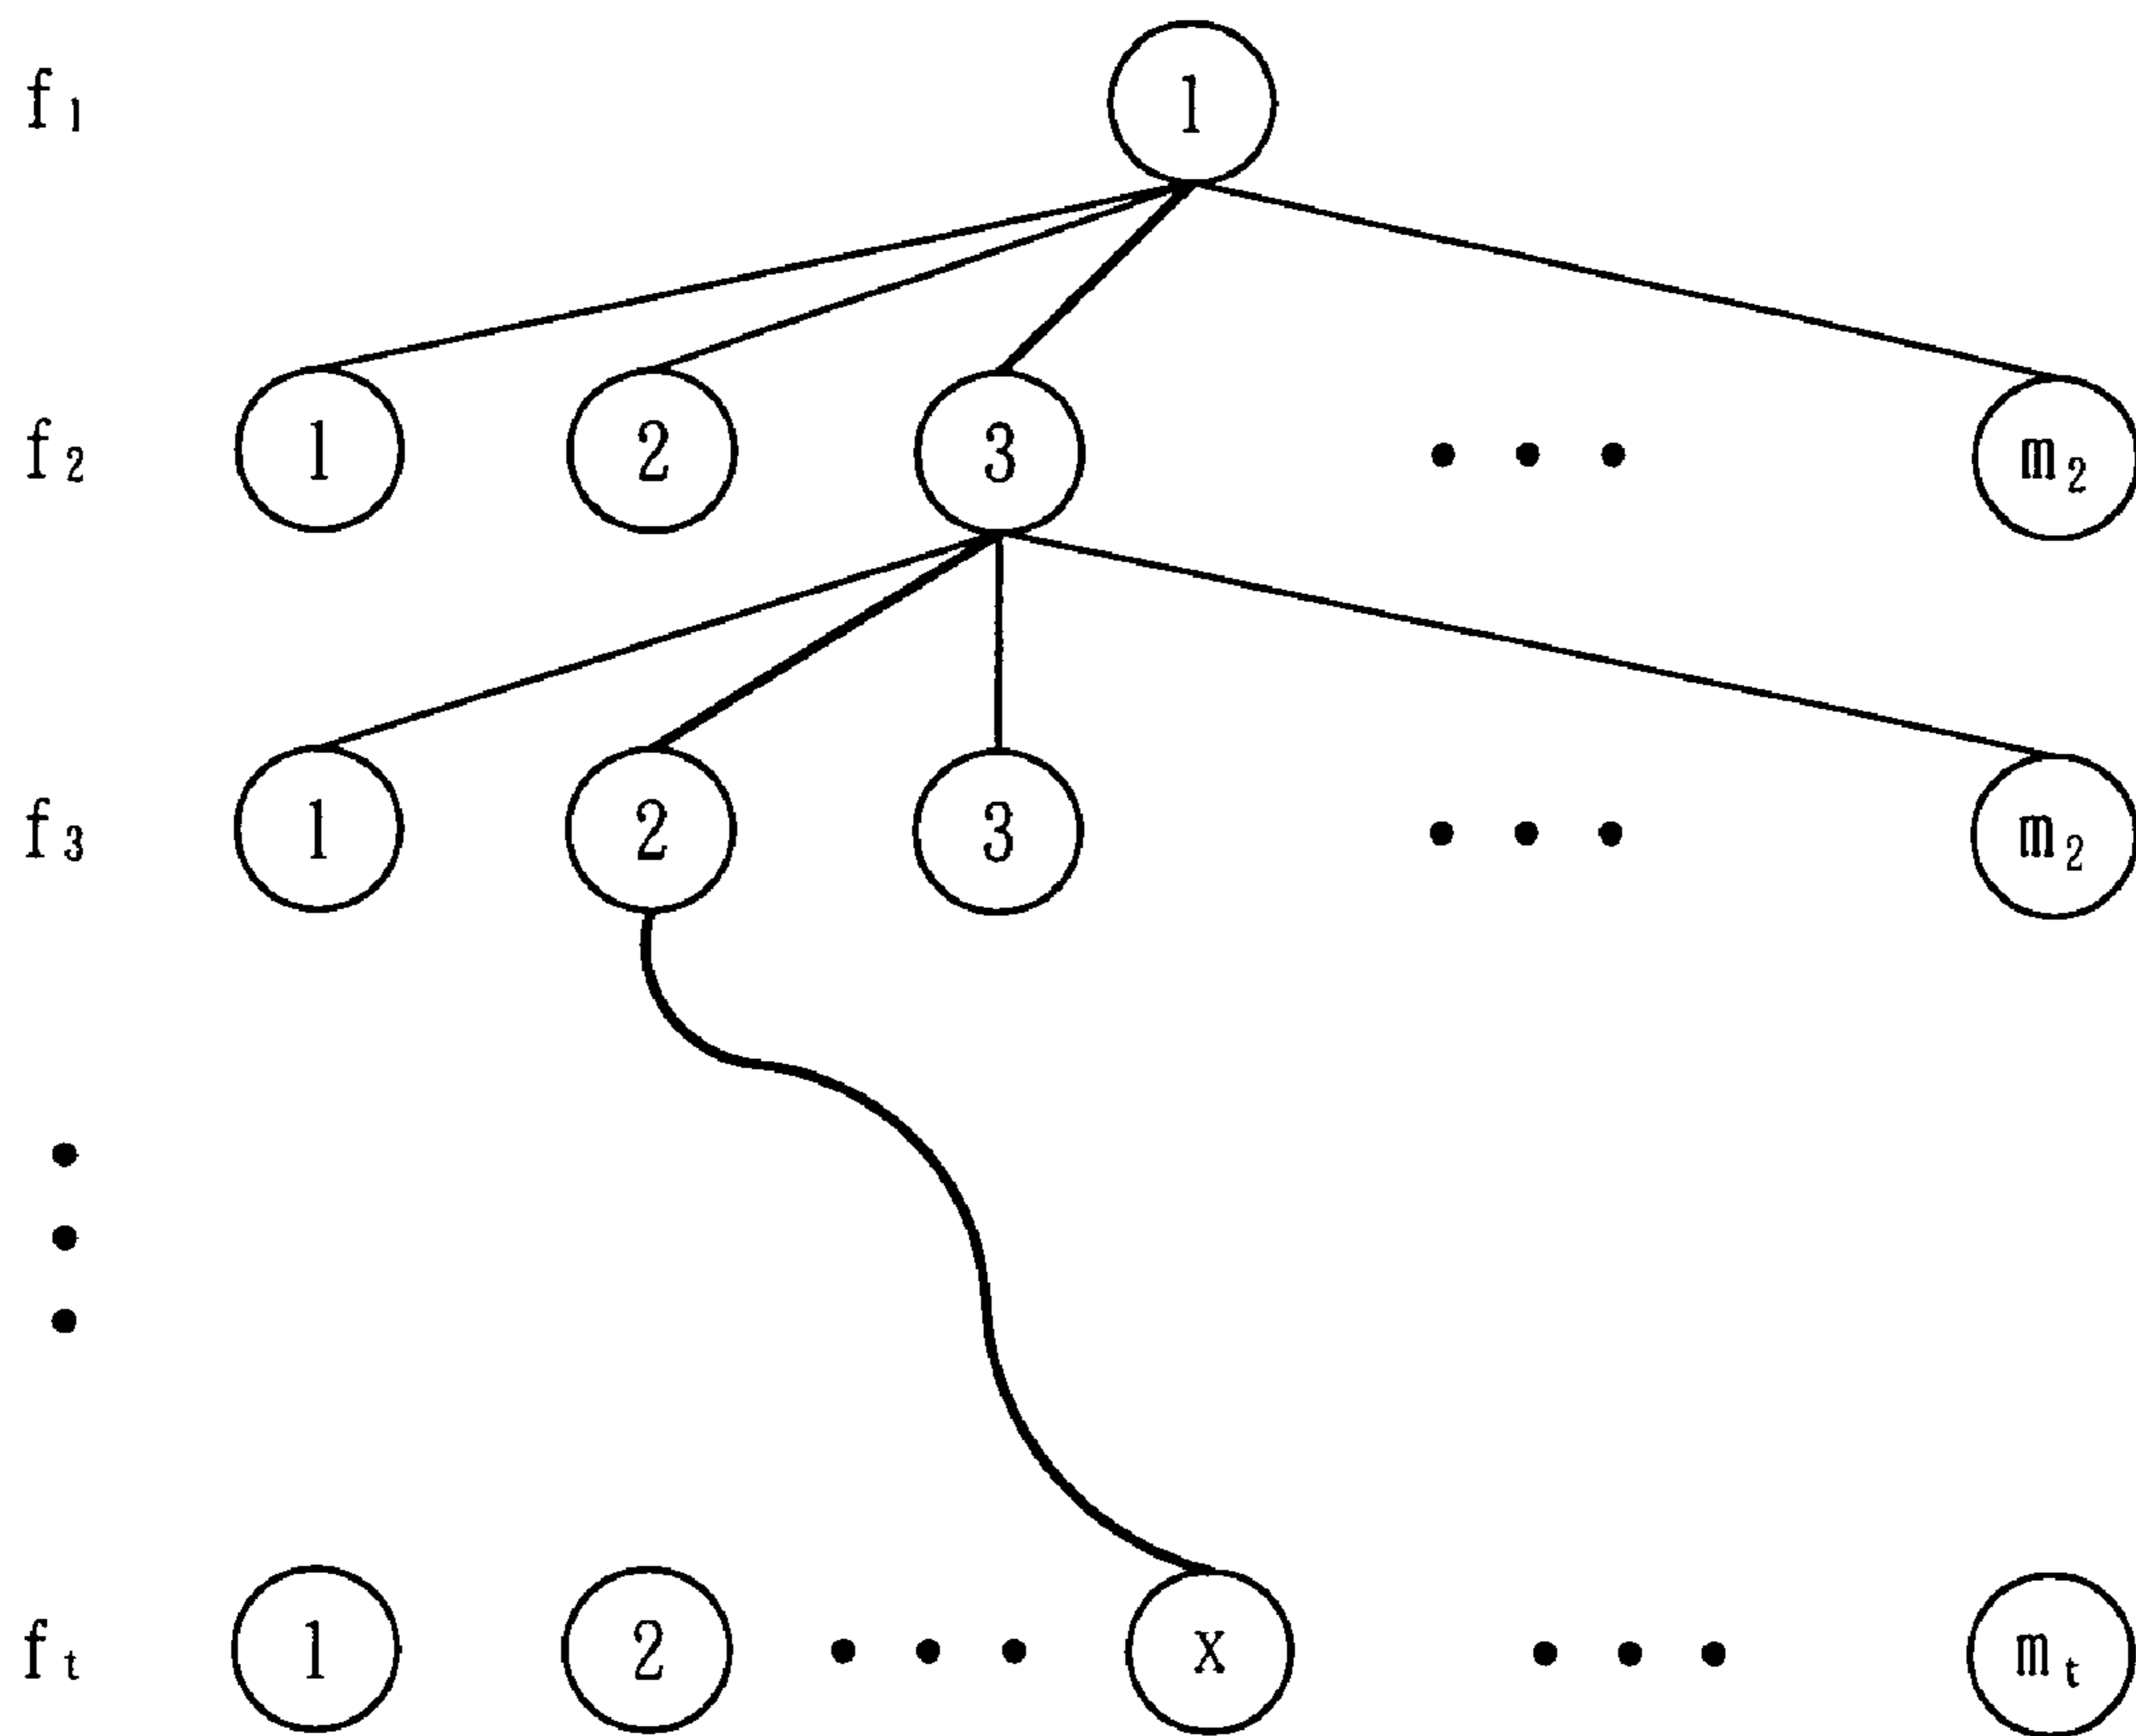 f₁ 1
f₂ 1 2 3 • • • m₂
f₃ 1 2 3 • • • m₂
•
•
•
fₜ 1 2 • • • x • • • mₜ